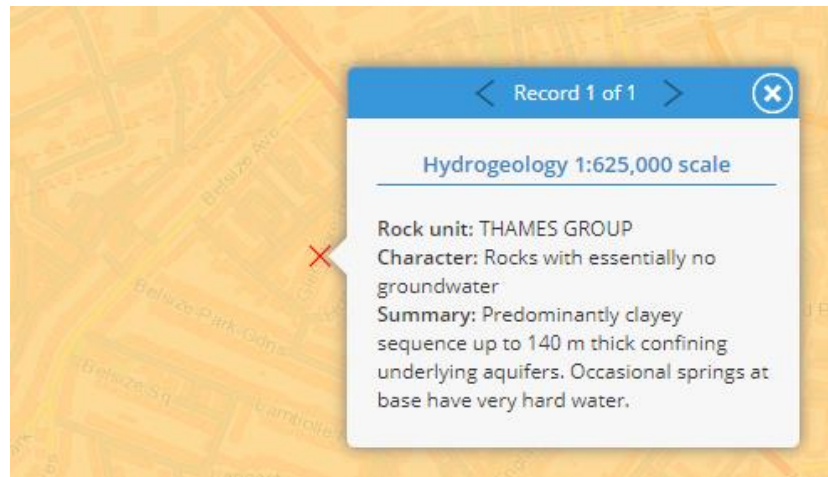 Record 1 of 1
Hydrogeology 1:625,000 scale
Rock unit: THAMES GROUP
Character: Rocks with essentially no
groundwater
Summary: Predominantly clayey
sequence up to 140 m thick confining
underlying aquifers. Occasional springs at
base have very hard water.
Belsize Ave
Belsize Park Gdns
Belsize Sq